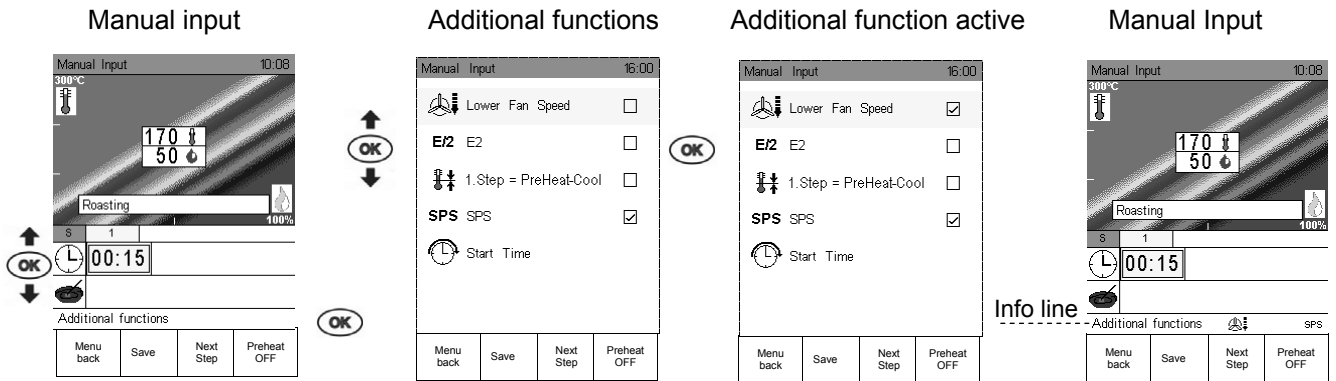 Manual input
Manual Input 10:08
300°C
170
50
Roasting
100%
S 1
OK
00:15
Additional functions
Menu back
Save
Next Step
Preheat OFF
OK
Additional functions
OK
Manual Input 16:00
Lower Fan Speed
E/2 E2
1.Step = PreHeat-Cool
SPS SPS
Start Time
Menu back
Save
Next Step
Preheat OFF
Additional function active
OK
Manual Input 16:00
Lower Fan Speed
E/2 E2
1.Step = PreHeat-Cool
SPS SPS
Start Time
Menu back
Save
Next Step
Preheat OFF
Manual Input
Manual Input 10:08
300°C
170
50
Roasting
100%
S 1
00:15
Info line
Additional functions SPS
Menu back
Save
Next Step
Preheat OFF